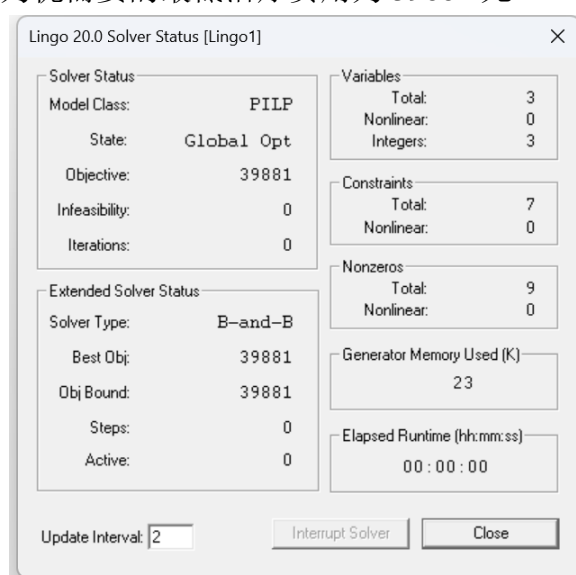 Lingo 20.0 Solver Status [Lingo1]
Solver Status
Model Class: PILP
State: Global Opt
Objective: 39881
Infeasibility: 0
Iterations: 0
Extended Solver Status
Solver Type: B-and-B
Best Obj: 39881
Obj Bound: 39881
Steps: 0
Active: 0
Update Interval: 2
Variables
Total: 3
Nonlinear: 0
Integers: 3
Constraints
Total: 7
Nonlinear: 0
Nonzeros
Total: 9
Nonlinear: 0
Generator Memory Used (K)
23
Elapsed Runtime (hh:mm:ss)
00:00:00
Interrupt Solver
Close